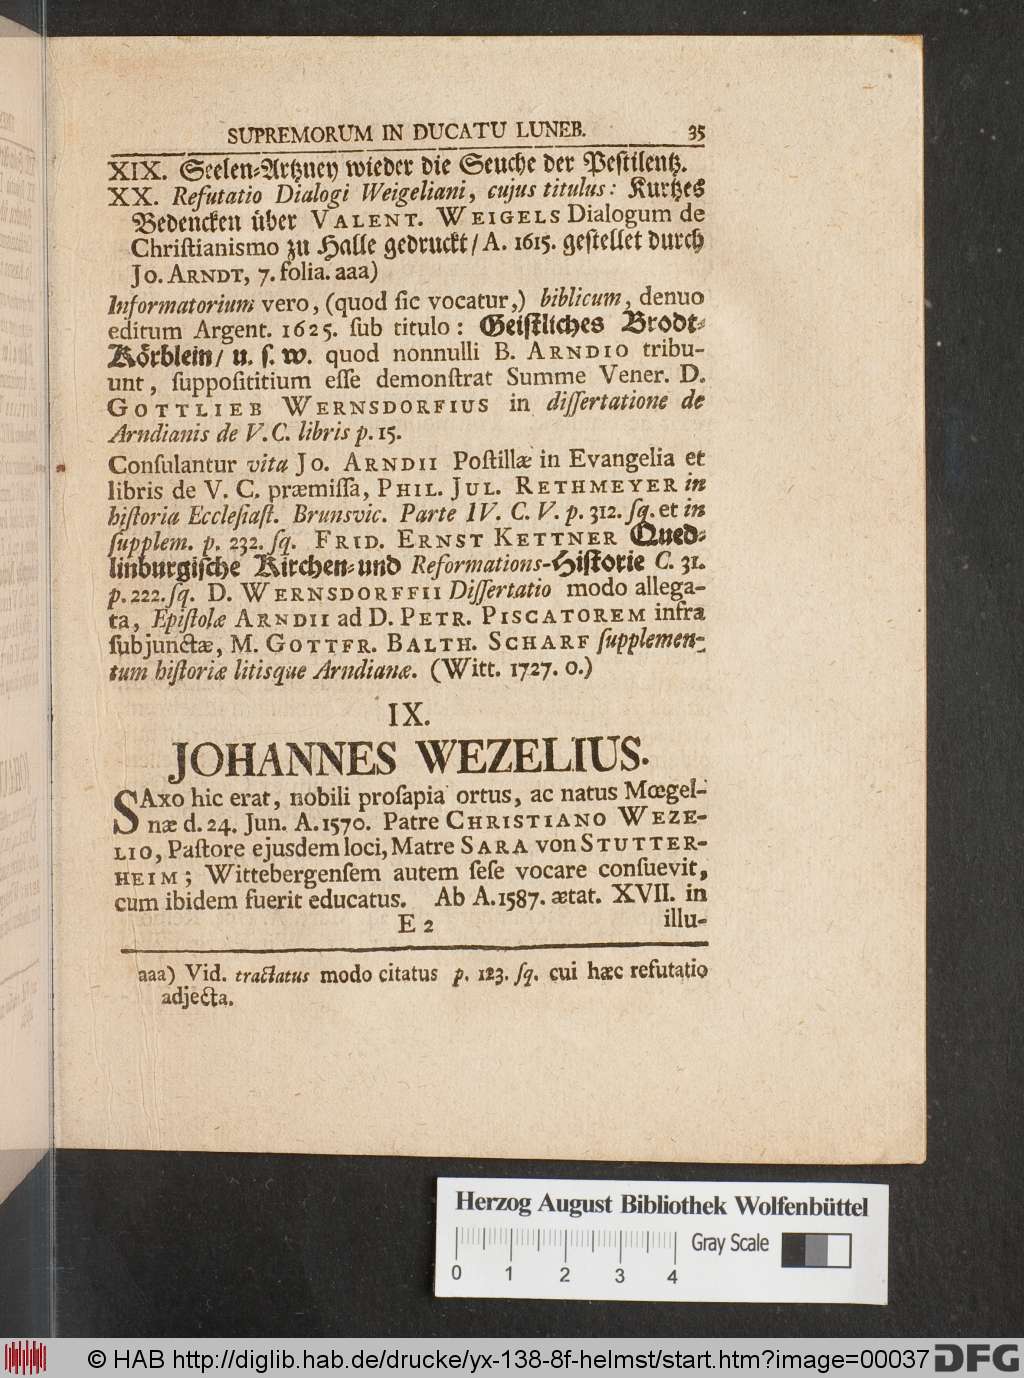 SUPREMORUM IN DUCATU LUNEB. 35
XIX. Seelen-Artzney wieder die Seuche der Pestilentz.
XX. Refutatio Dialogi Weigeliani, cujus titulus: Kurtzes
Bedencken über VALENT. WEIGELS Dialogum de
Chriſtianismo zu Halle gedruckt / A. 1615. geſtellet durch
JO. ARNDT, 7. folia. aaa)
Informatorium vero, (quod ſic vocatur,) biblicum, denuo
editum Argent. 1625. ſub titulo: Geiſtliches Brodt-
Körblein / u. ſ. w. quod nonnulli B. ARNDIO tribu-
unt, ſuppoſititium eſſe demonſtrat Summe Vener. D.
GOTTLIEB WERNSDORFIUS in diſſertatione de
Arndianis de V. C. libris p. 15.
Conſulantur vita JO. ARNDII Poſtillæ in Evangelia et
libris de V. C. præmiſſa, PHIL. JUL. RETHMEYER in
hiſtoria Eccleſiaſt. Brunsvic. Parte IV. C. V. p. 312. ſq. et in
ſupplem. p. 232. ſq. FRID. ERNST KETTNER Qued-
linburgiſche Kirchen- und Reformations-Hiſtorie C. 31.
p. 222. ſq. D. WERNSDORFFII Diſſertatio modo allega-
ta, Epiſtolæ ARNDII ad D. PETR. PISCATOREM infra
ſubjunctæ, M. GOTTFR. BALTH. SCHARF ſupplemen-
tum hiſtoriæ litisque Arndianæ. (Witt. 1727. 0.)
IX.
JOHANNES WEZELIUS.
SAxo hic erat, nobili proſapia ortus, ac natus Mœgel-
næ d. 24. Jun. A. 1570. Patre CHRISTIANO WEZE-
LIO, Paſtore ejusdem loci, Matre SARA von STUTTER-
HEIM; Wittebergenſem autem ſeſe vocare conſuevit,
cum ibidem fuerit educatus. Ab A. 1587. ætat. XVII. in
E 2 illu-
aaa) Vid. tractatus modo citatus p. 123. ſq. cui hæc refutatio
adjecta.
Herzog August Bibliothek Wolfenbüttel
Gray Scale
0 1 2 3 4
© HAB http://diglib.hab.de/drucke/yx-138-8f-helmst/start.htm?image=00037 DFG